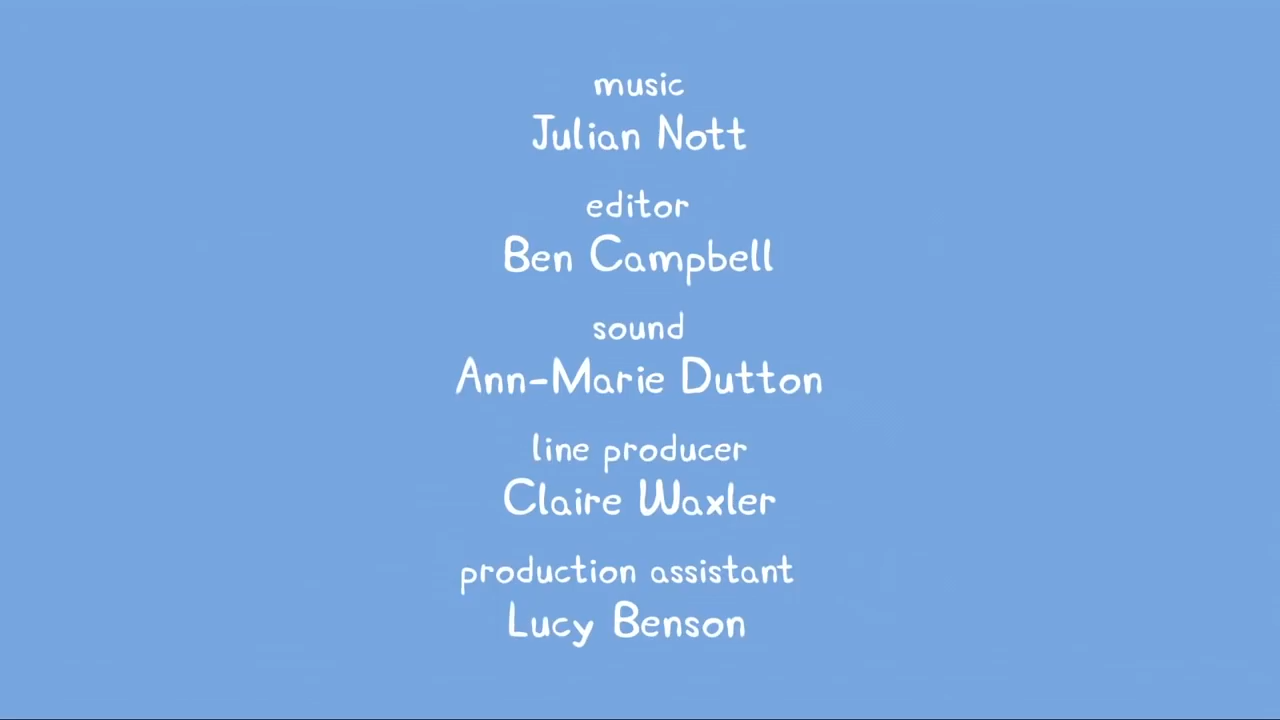 music
Julian Nott
editor
Ben Campbell
sound
Ann-Marie Dutton
line producer
Claire Waxler
production assistant
Lucy Benson